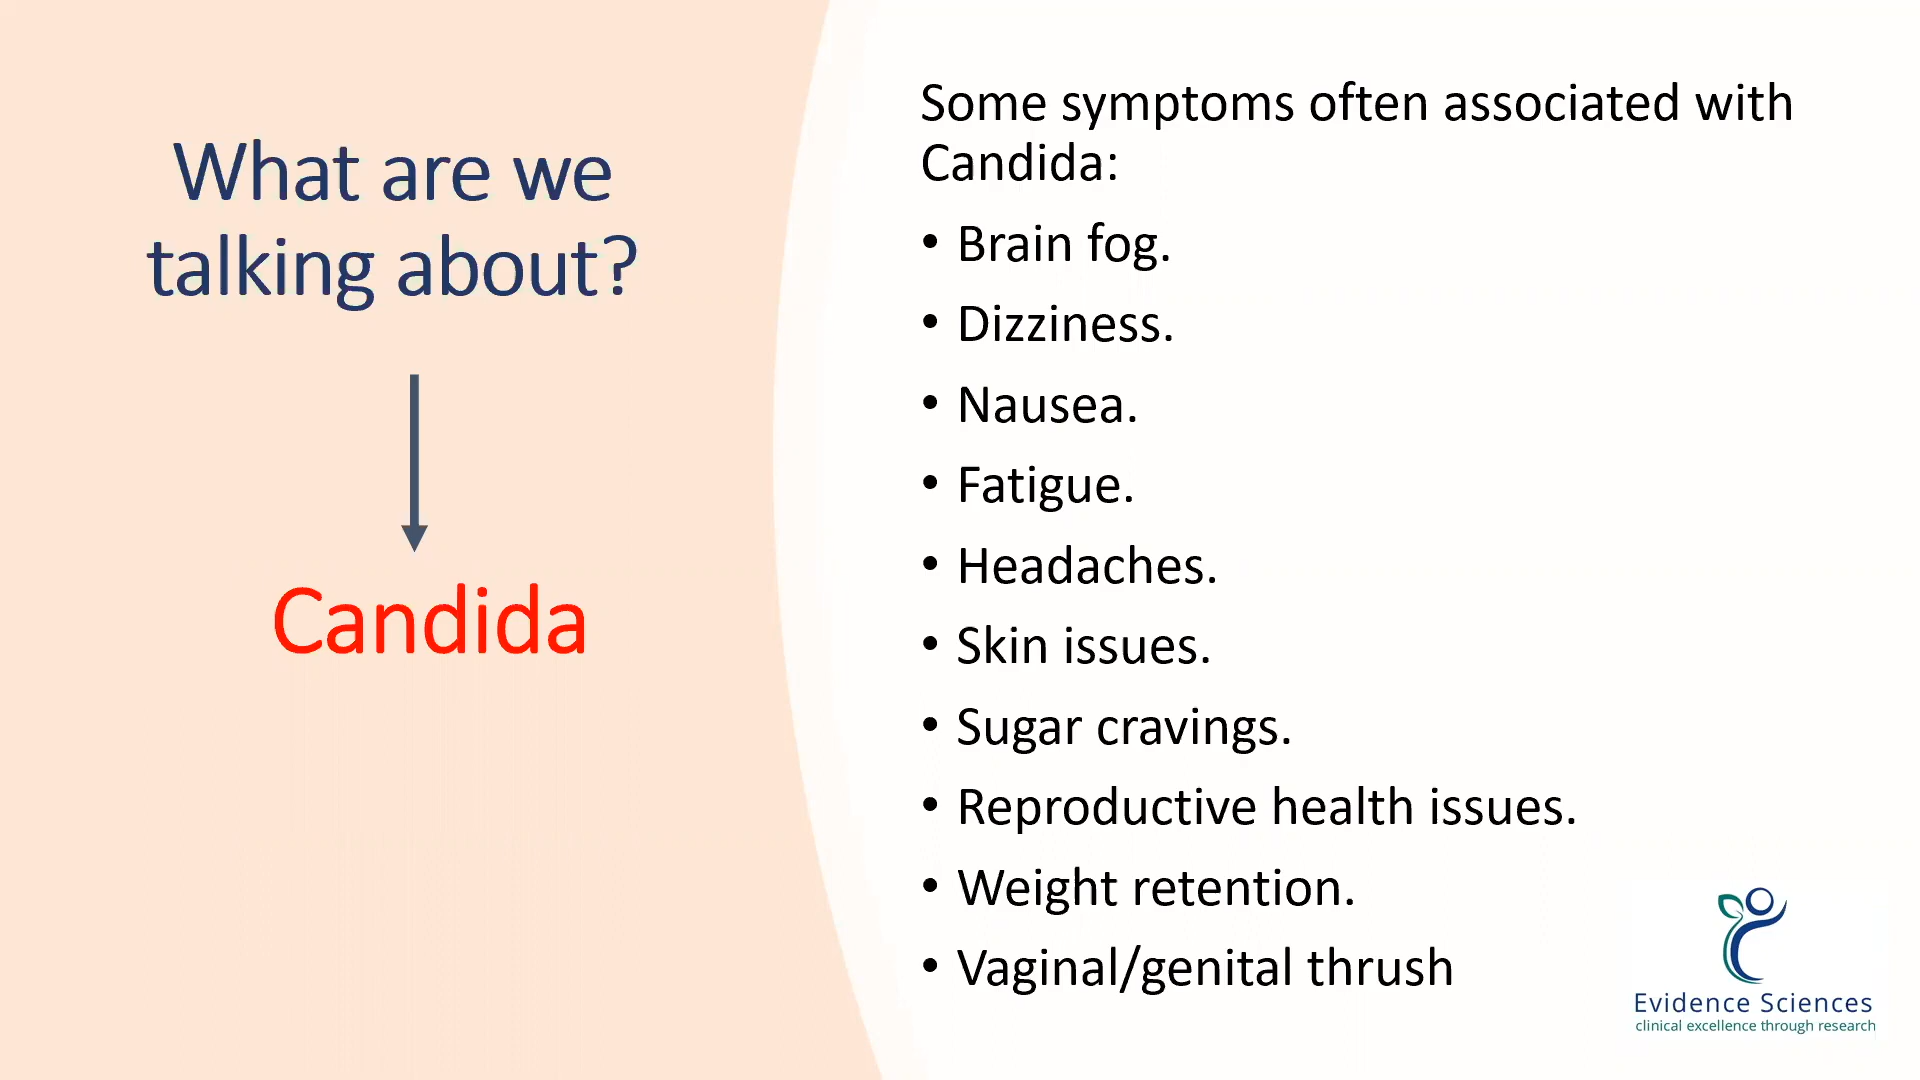 What are we
talking about?
Candida
Some symptoms often associated with
Candida:
• Brain fog.
• Dizziness.
• Nausea.
• Fatigue.
• Headaches.
• Skin issues.
• Sugar cravings.
• Reproductive health issues.
• Weight retention.
• Vaginal/genital thrush
Evidence Sciences
clinical excellence through research